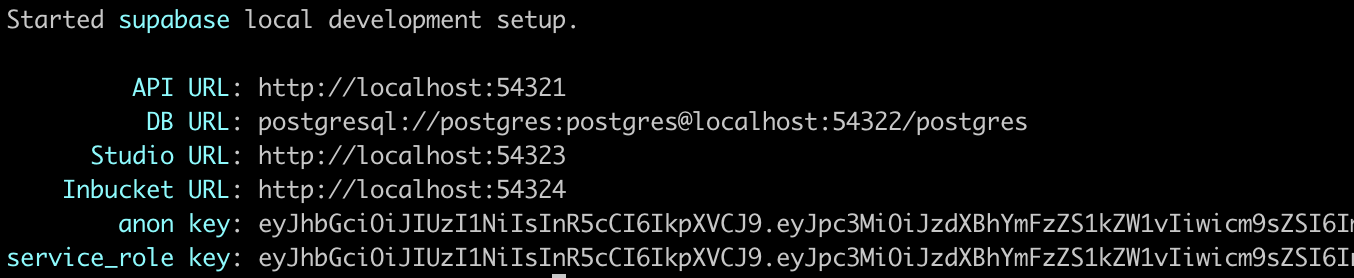 Started supabase local development setup.
API URL: http://localhost:54321
DB URL: postgresql://postgres:postgres@localhost:54322/postgres
Studio URL: http://localhost:54323
Inbucket URL: http://localhost:54324
anon key: eyJhbGciOiJIUzI1NiIsInR5cCI6IkpXVCJ9.eyJpc3MiOiJzdXBhYmFzZS1kZW1vIiwicm9sZSI6In
service_role key: eyJhbGciOiJIUzI1NiIsInR5cCI6IkpXVCJ9.eyJpc3MiOiJzdXBhYmFzZS1kZW1vIiwicm9sZSI6In